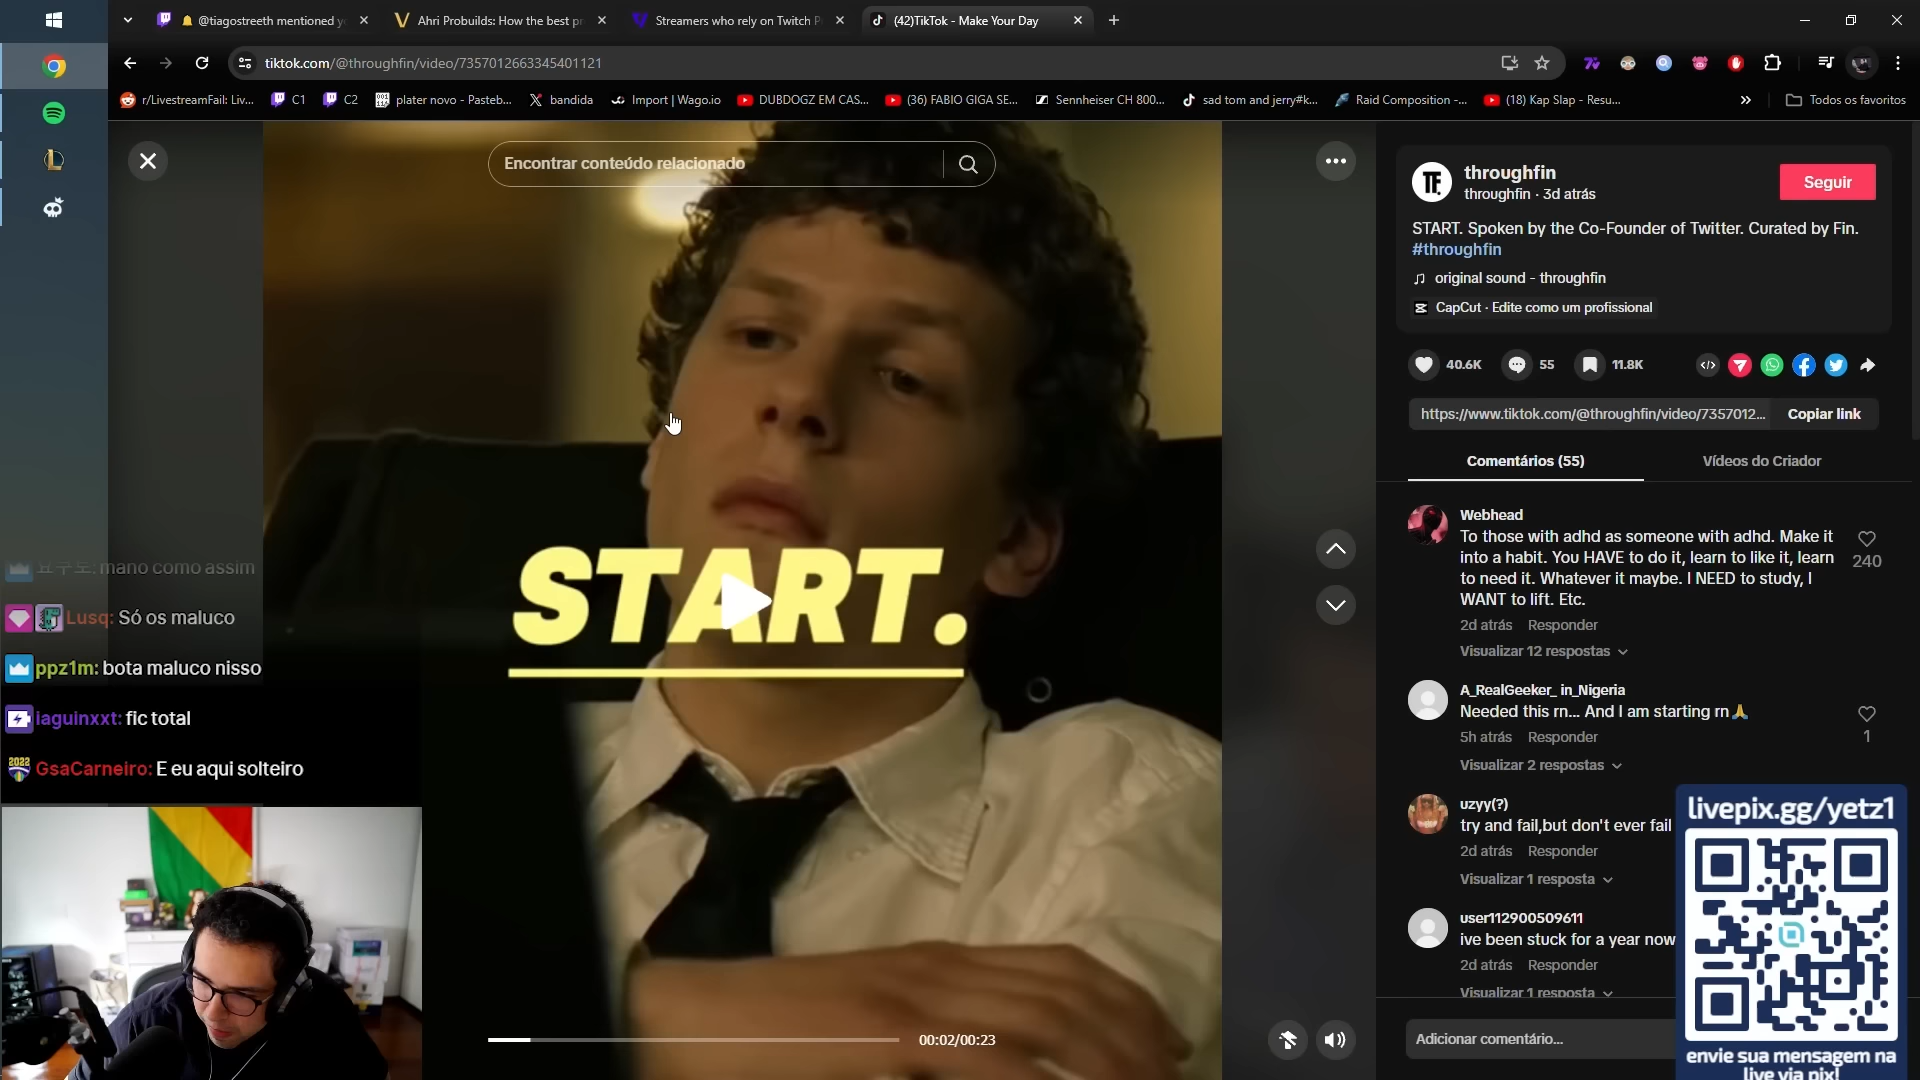 @tiagostreeth mentioned y
Ahri Probuilds: How the best p
Streamers who rely on Twitch P
(42)TikTok - Make Your Day
tiktok.com/@throughfin/video/7357012663345401121
r/LivestreamFail: Liv...
C1
C2
plater novo - Pasteb...
bandida
Import | Wago.io
DUBDOGZ EM CAS...
(36) FABIO GIGA SE...
Sennheiser CH 800...
sad tom and jerry#k...
Raid Composition -...
(18) Kap Slap - Resu...
Todos os favoritos
Encontrar conteúdo relacionado
START.
00:02/00:23
mano como assim
Lusq: Só os maluco
ppz1m: bota maluco nisso
iaguinxxt: fic total
2022
GsaCarneiro: E eu aqui solteiro
TF.
throughfin
throughfin · 3d atrás
Seguir
START. Spoken by the Co-Founder of Twitter. Curated by Fin.
#throughfin
original sound - throughfin
CapCut · Edite como um profissional
40.6K
55
11.8K
https://www.tiktok.com/@throughfin/video/7357012...
Copiar link
Comentários (55)
Vídeos do Criador
Webhead
To those with adhd as someone with adhd. Make it
into a habit. You HAVE to do it, learn to like it, learn
to need it. Whatever it maybe. I NEED to study, I
WANT to lift. Etc.
240
2d atrás Responder
Visualizar 12 respostas
A_RealGeeker_ in_Nigeria
Needed this rn... And I am starting rn🙏
1
5h atrás Responder
Visualizar 2 respostas
uzyy(?)
try and fail,but don't ever fail
2d atrás Responder
Visualizar 1 resposta
user112900509611
ive been stuck for a year now
2d atrás Responder
Visualizar 1 resposta
Adicionar comentário...
livepix.gg/yetz1
envie sua mensagem na
live via pix!